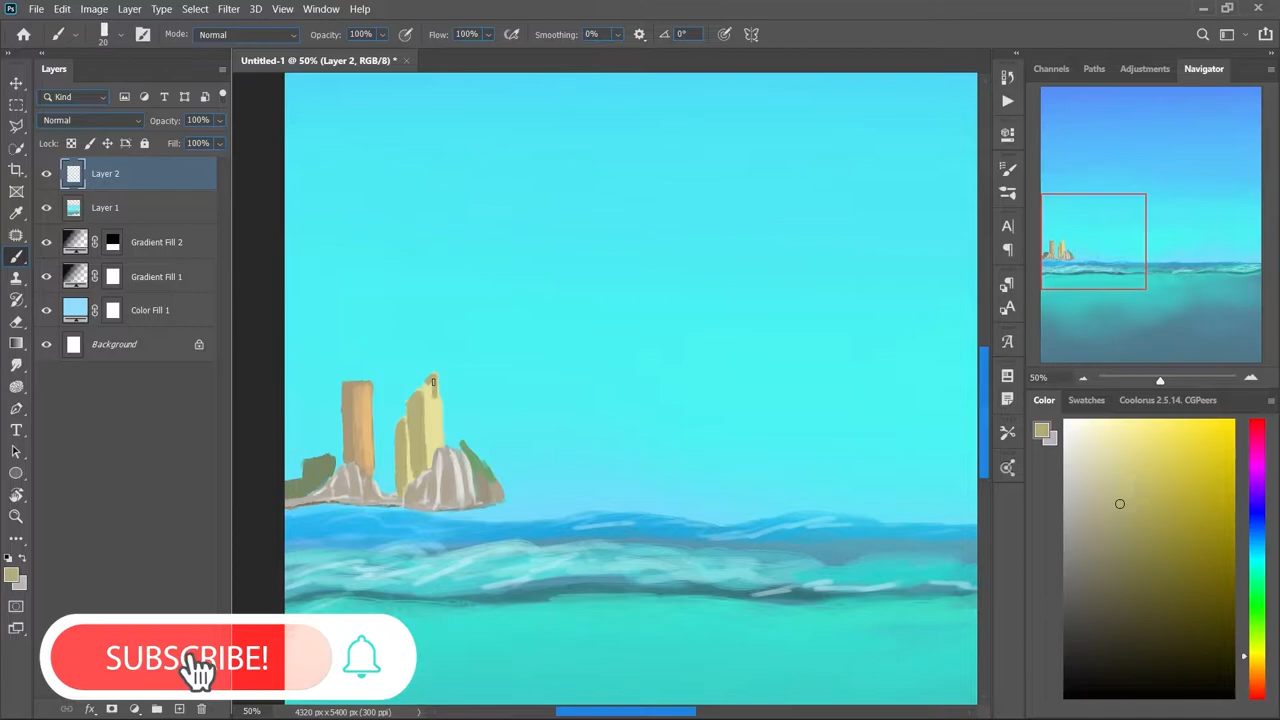 Ps File Edit Image Layer Type Select Filter 3D View Window Help
20 Mode: Normal Opacity: 100% Flow: 100% Smoothing: 0% 0°
Layers
Untitled-1 @ 50% (Layer 2, RGB/8) *
Channels Paths Adjustments Navigator
Kind
Normal Opacity: 100%
Lock: Fill: 100%
Layer 2
Layer 1
Gradient Fill 2
Gradient Fill 1
Color Fill 1
Background
50%
Color Swatches Coolorus 2.5.14. CGPeers
SUBSCRIBE!
50% 4320 px x 5400 px (300 ppi)